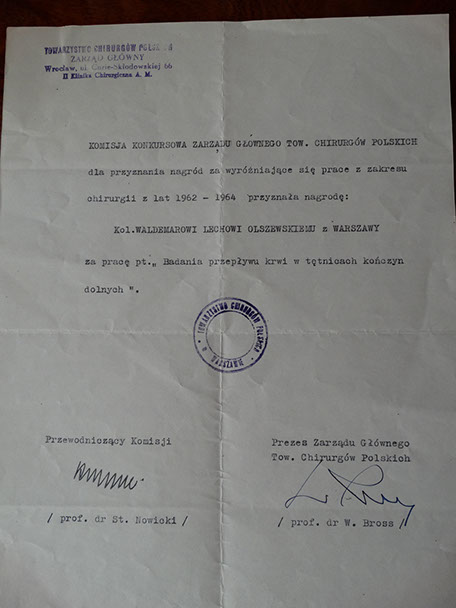 TOWARZYSTWO CHIRURGÓW POLSKICH
ZARZĄD GŁÓWNY
Wrocław, ul. Curie-Skłodowskiej 66
II Klinika Chirurgiczna A. M.
KOMISJA KONKURSOWA ZARZĄDU GŁÓWNEGO TOW. CHIRURGÓW POLSKICH
dla przyznania nagród za wyróżniające się prace z zakresu
chirurgii z lat 1962 - 1964 przyznała nagrodę:
Kol.WALDEMAROWI LECHOWI OLSZEWSKIEMU z WARSZAWY
za pracę pt.„ Badania przepływu krwi w tętnicach kończyn
dolnych ".
TOWARZYSTWO CHIRURGÓW POLSKICH
Przewodniczący Komisji
/ prof. dr St. Nowicki /
Prezes Zarządu Głównego
Tow. Chirurgów Polskich
/ prof. dr W. Bross /